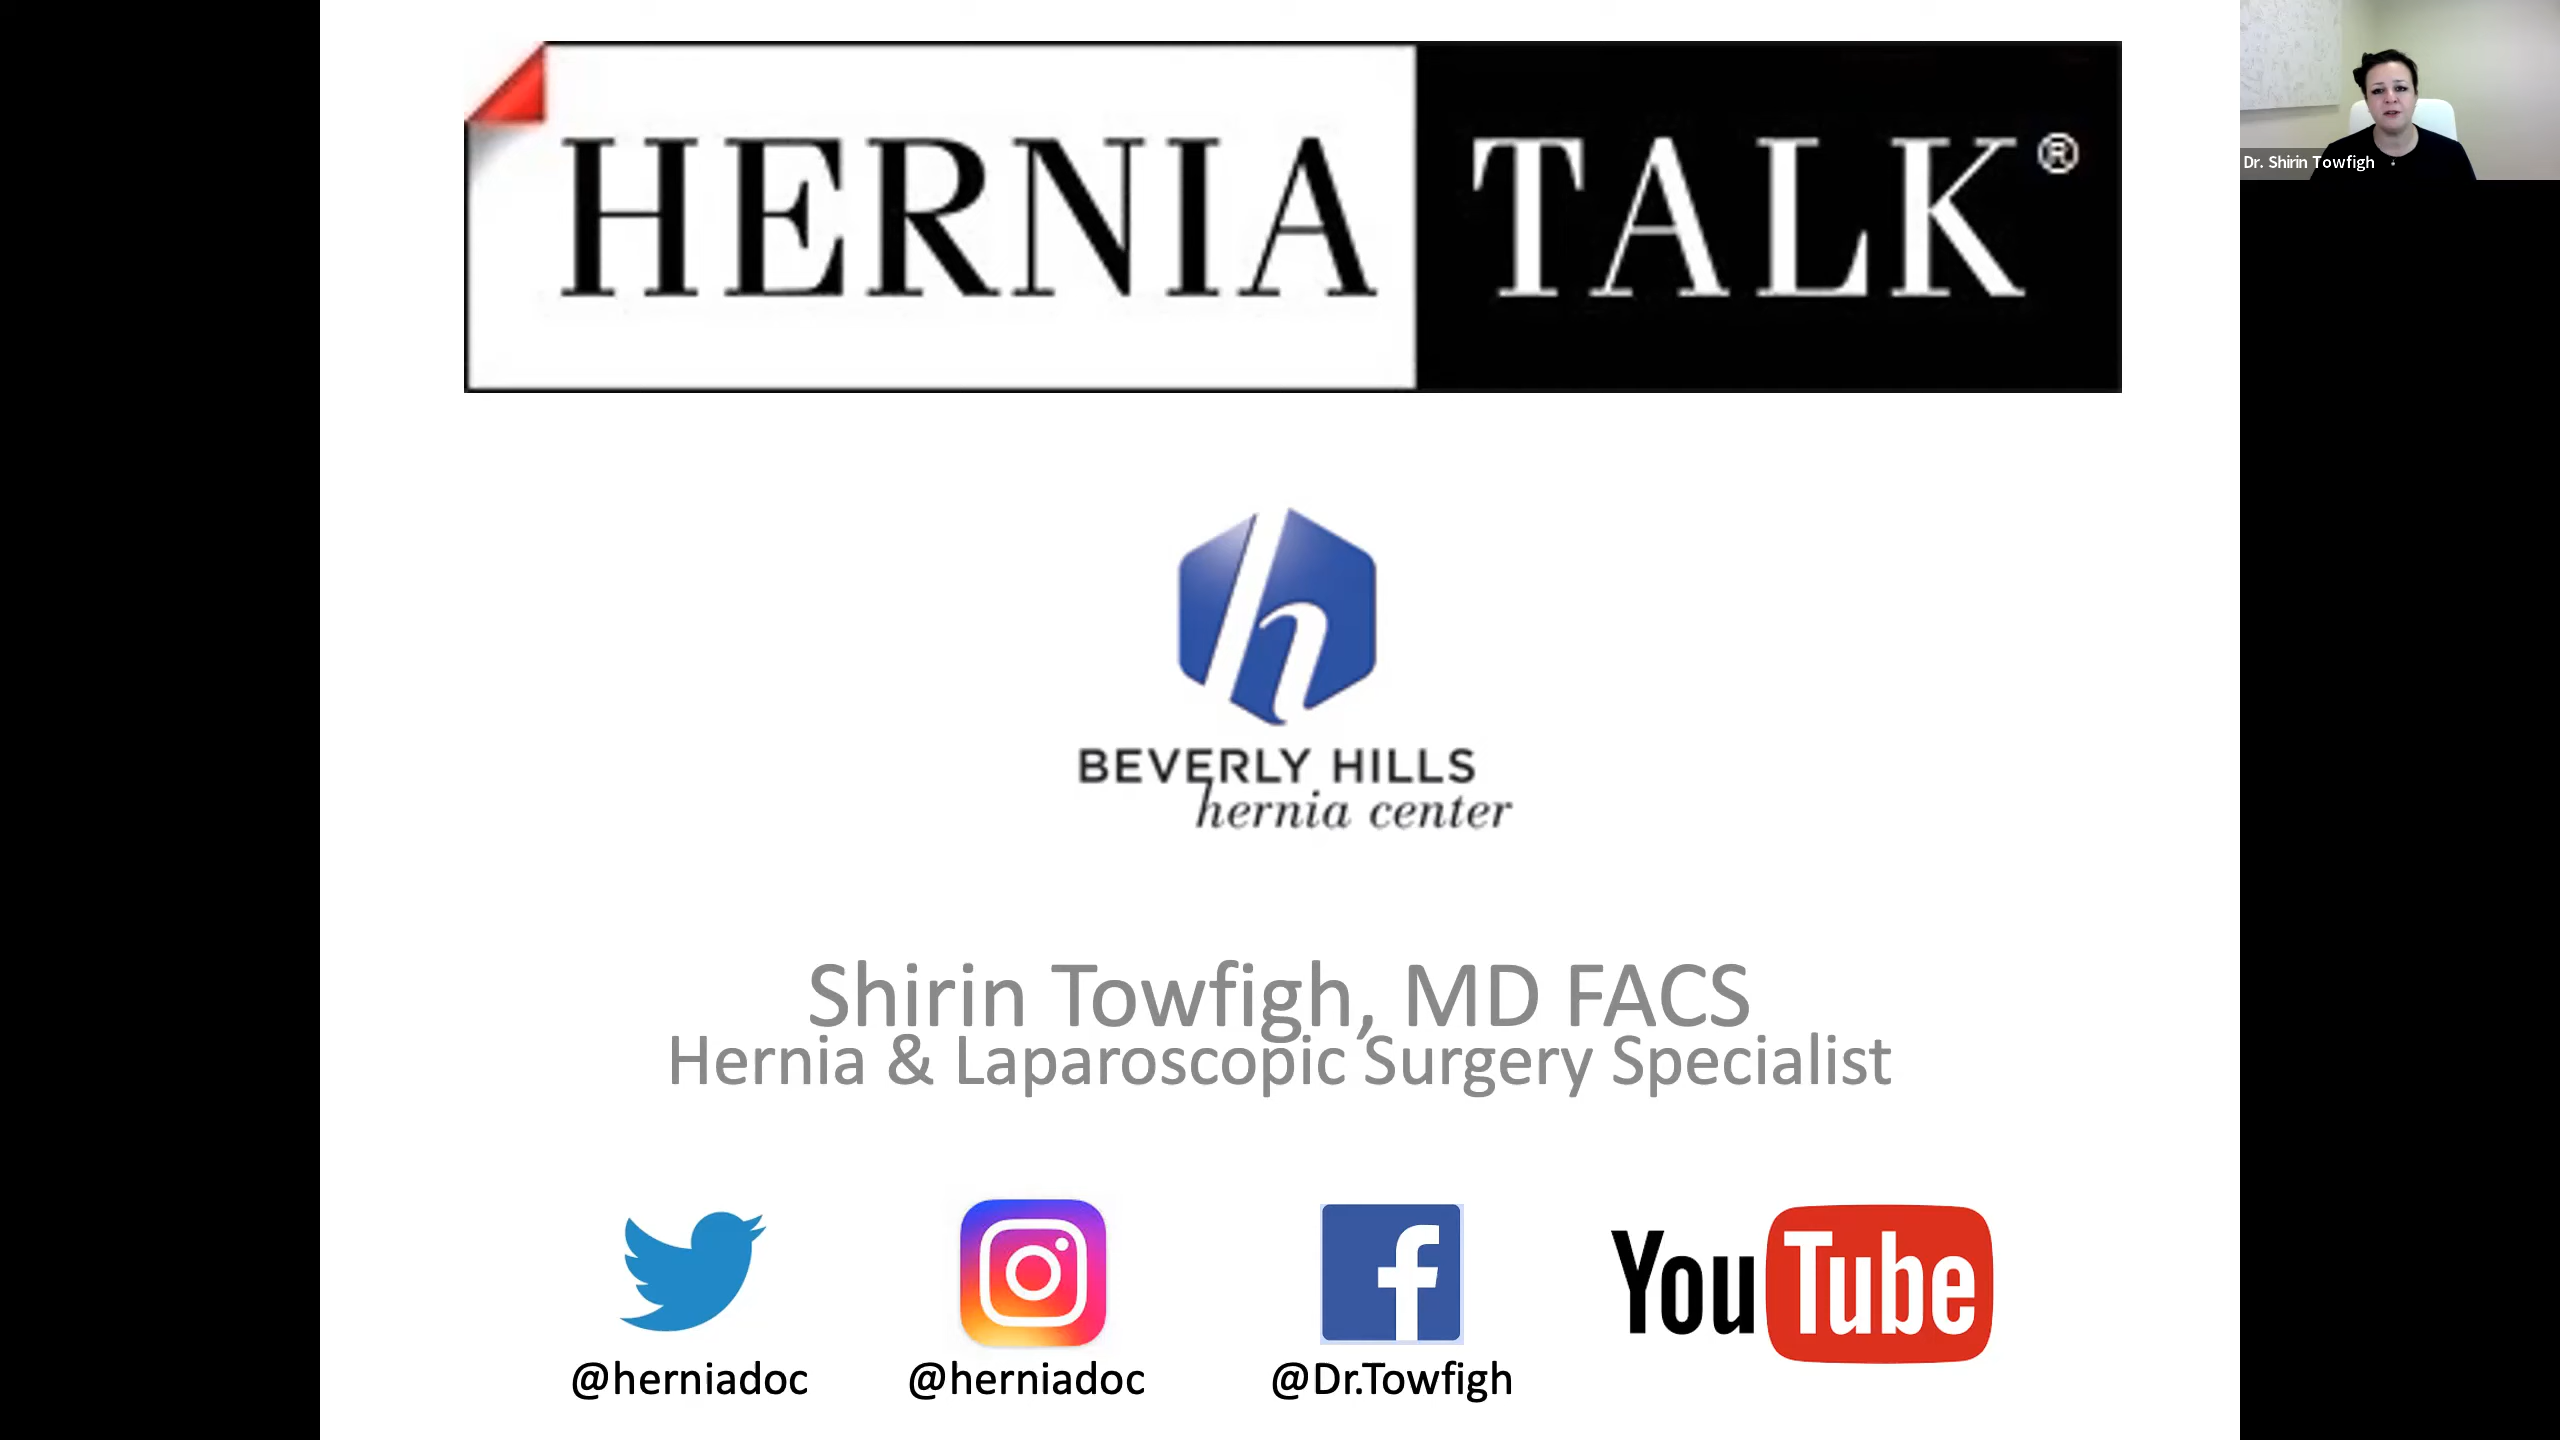 HERNIA TALK®
Dr. Shirin Towfigh
h
BEVERLY HILLS
hernia center
Shirin Towfigh, MD FACS
Hernia & Laparoscopic Surgery Specialist
f
YouTube
@herniadoc @herniadoc @Dr.Towfigh